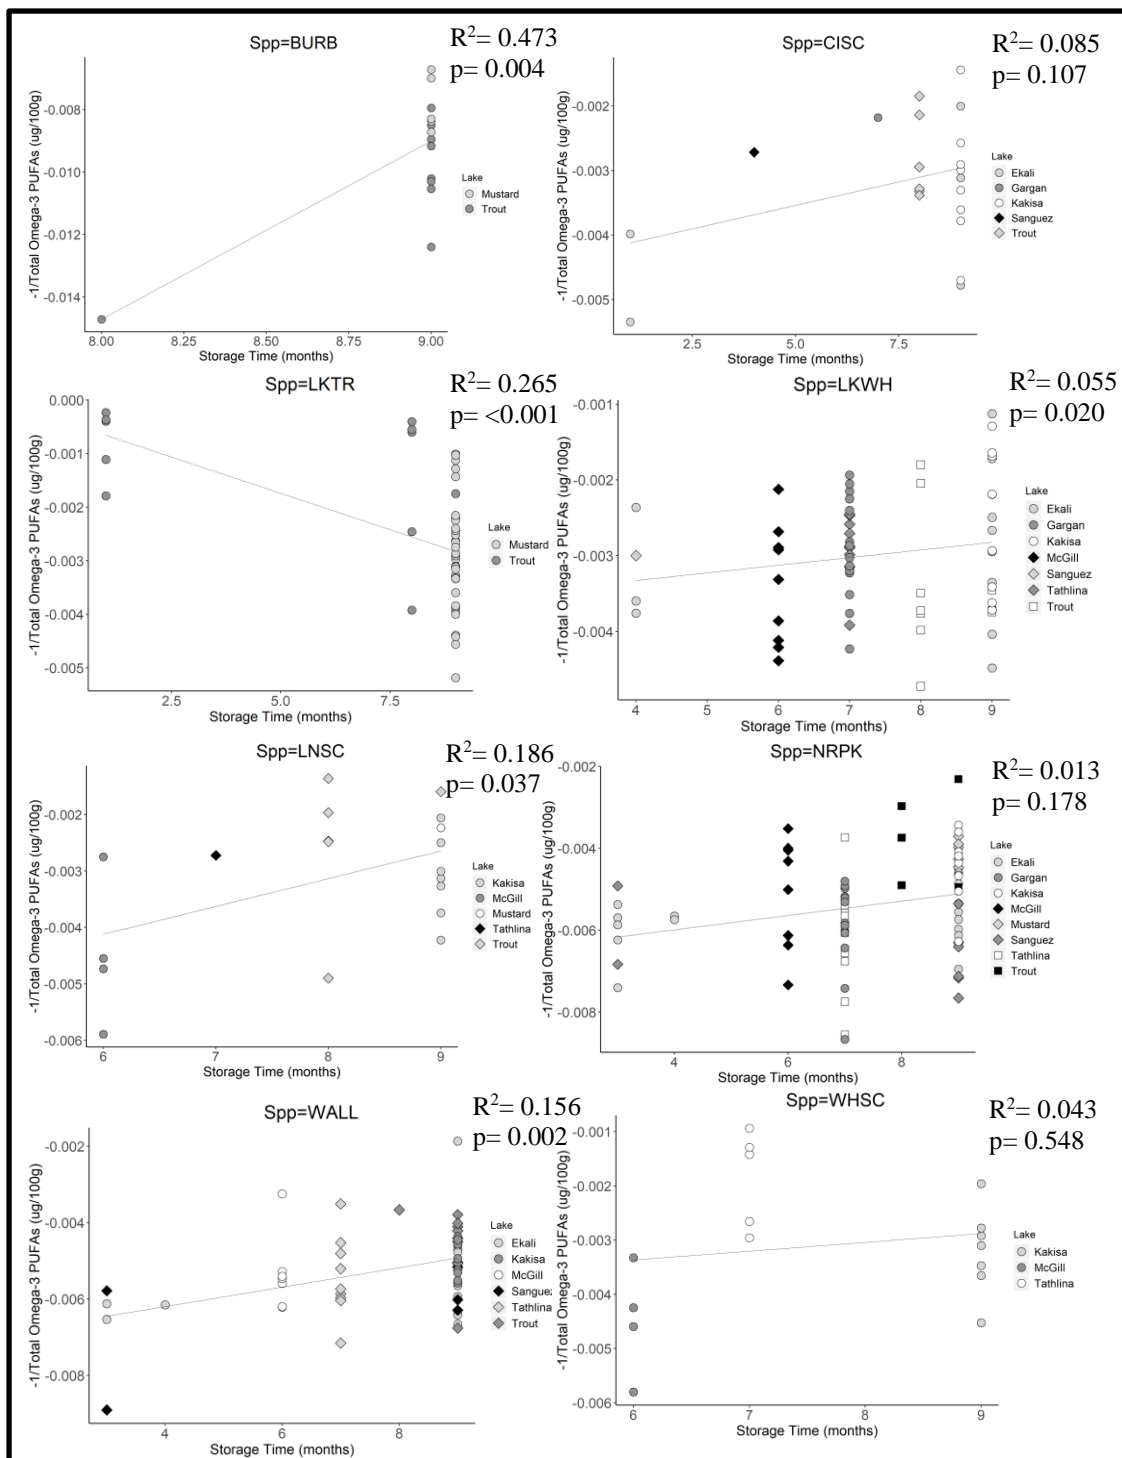 Spp=BURB
R²= 0.473
p= 0.004
-1/Total Omega-3 PUFAs (ug/100g)
-0.008
-0.010
-0.012
-0.014
8.00 8.25 8.50 8.75 9.00
Storage Time (months)
Lake
Mustard
Trout
Spp=CISC
R²= 0.085
p= 0.107
-1/Total Omega-3 PUFAs (ug/100g)
-0.002
-0.003
-0.004
-0.005
2.5 5.0 7.5
Storage Time (months)
Lake
Ekali
Gargan
Kakisa
Sanguez
Trout
Spp=LKTR
R²= 0.265
p= <0.001
-1/Total Omega-3 PUFAs (ug/100g)
0.000
-0.001
-0.002
-0.003
-0.004
-0.005
2.5 5.0 7.5
Storage Time (months)
Lake
Mustard
Trout
Spp=LKWH
R²= 0.055
p= 0.020
-1/Total Omega-3 PUFAs (ug/100g)
-0.001
-0.002
-0.003
-0.004
4 5 6 7 8 9
Storage Time (months)
Lake
Ekali
Gargan
Kakisa
McGill
Sanguez
Tathlina
Trout
Spp=LNSC
R²= 0.186
p= 0.037
-1/Total Omega-3 PUFAs (ug/100g)
-0.002
-0.003
-0.004
-0.005
-0.006
6 7 8 9
Storage Time (months)
Lake
Kakisa
McGill
Mustard
Tathlina
Trout
Spp=NRPK
R²= 0.013
p= 0.178
-1/Total Omega-3 PUFAs (ug/100g)
-0.002
-0.004
-0.006
-0.008
4 6 8
Storage Time (months)
Lake
Ekali
Gargan
Kakisa
McGill
Mustard
Sanguez
Tathlina
Trout
Spp=WALL
R²= 0.156
p= 0.002
-1/Total Omega-3 PUFAs (ug/100g)
-0.002
-0.004
-0.006
-0.008
4 6 8
Storage Time (months)
Lake
Ekali
Kakisa
McGill
Sanguez
Tathlina
Trout
Spp=WHSC
R²= 0.043
p= 0.548
-1/Total Omega-3 PUFAs (ug/100g)
-0.001
-0.002
-0.003
-0.004
-0.005
-0.006
6 7 8 9
Storage Time (months)
Lake
Kakisa
McGill
Tathlina